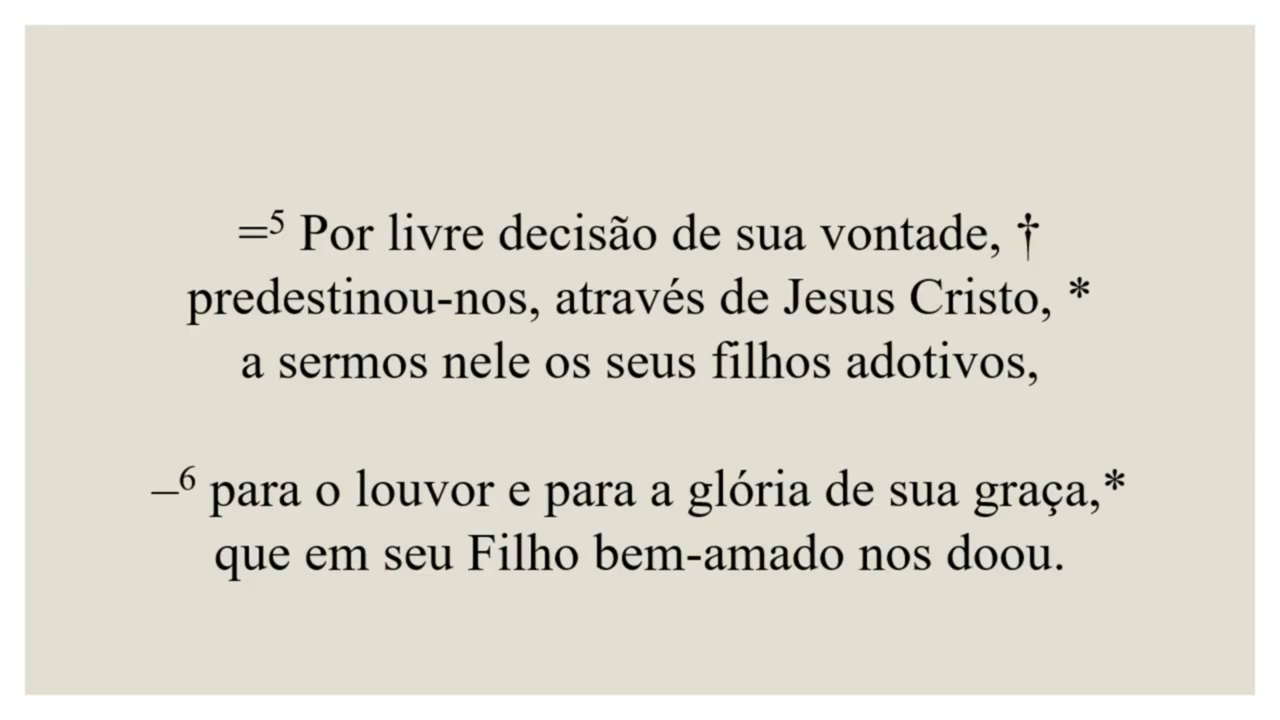 =⁵ Por livre decisão de sua vontade, †
predestinou-nos, através de Jesus Cristo, *
a sermos nele os seus filhos adotivos,
–⁶ para o louvor e para a glória de sua graça,*
que em seu Filho bem-amado nos doou.